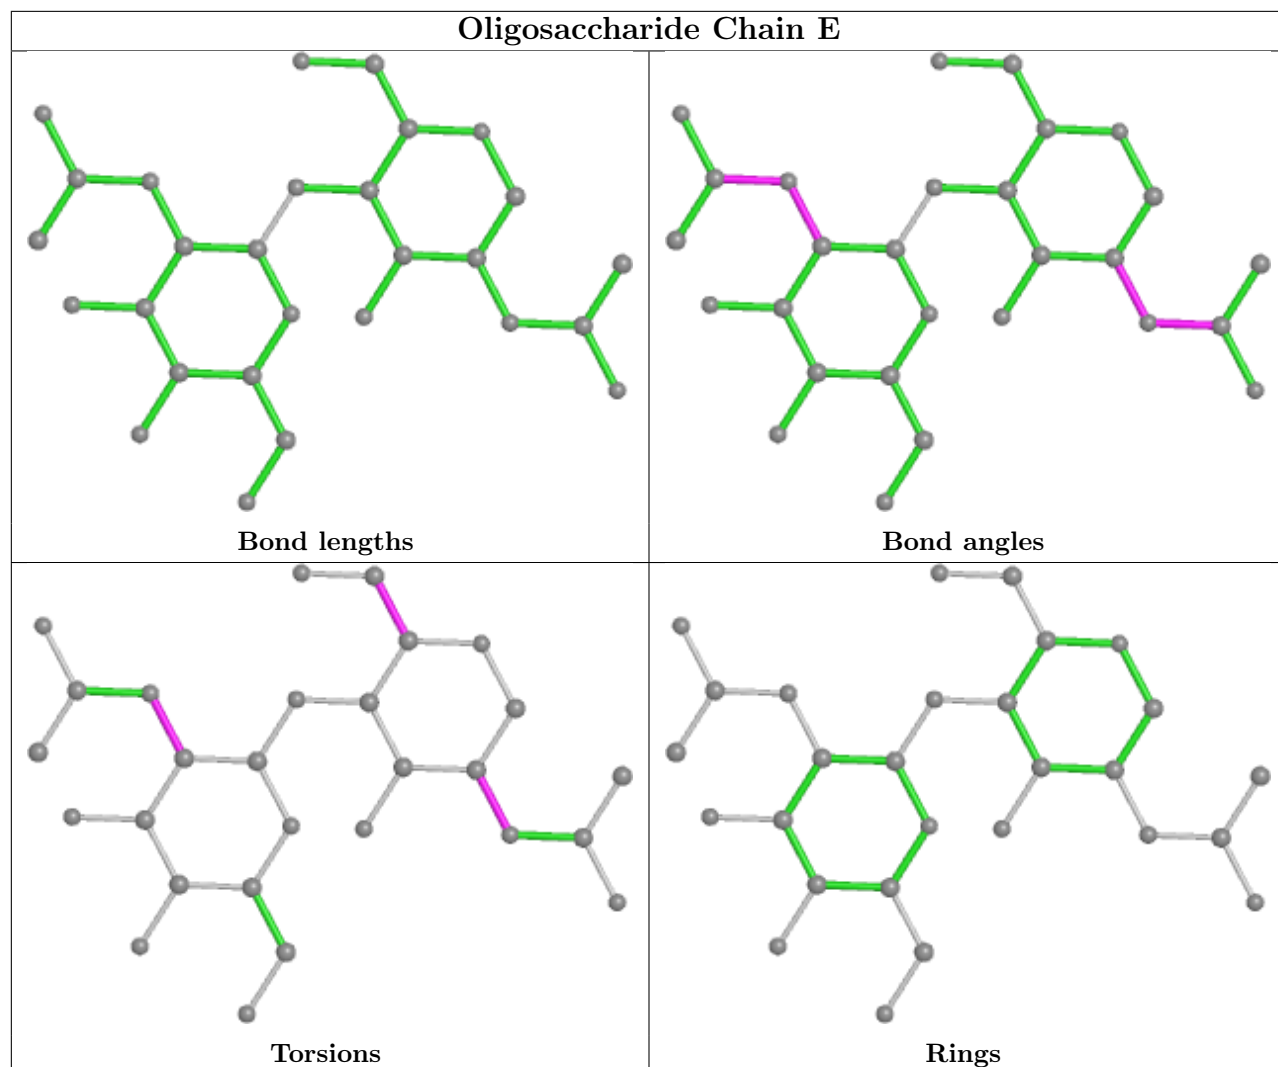 Oligosaccharide Chain E
Bond lengths
Bond angles
Torsions
Rings